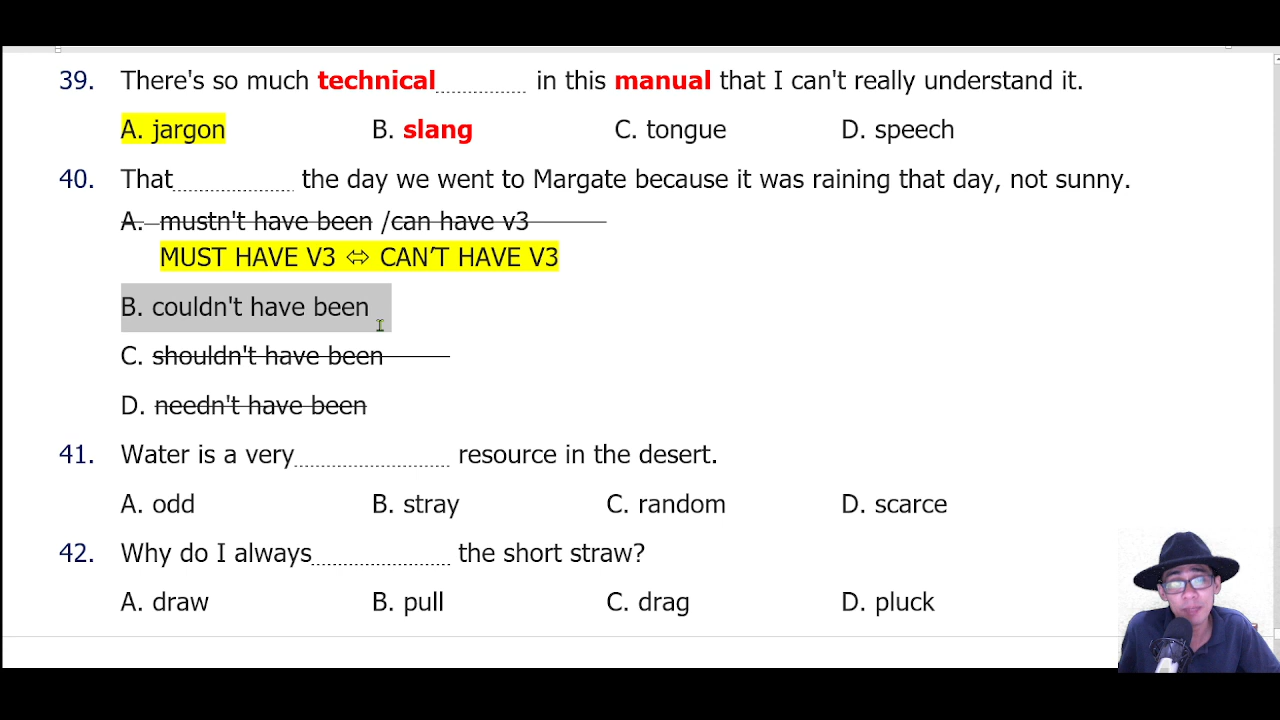 39. There's so much technical............. in this manual that I can't really understand it.
A. jargon B. slang C. tongue D. speech
40. That................. the day we went to Margate because it was raining that day, not sunny.
A. mustn't have been /can have v3
MUST HAVE V3 ⇔ CAN'T HAVE V3
B. couldn't have been
C. shouldn't have been
D. needn't have been
41. Water is a very...................... resource in the desert.
A. odd B. stray C. random D. scarce
42. Why do I always.................... the short straw?
A. draw B. pull C. drag D. pluck